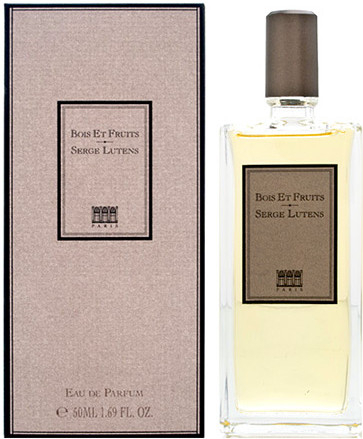 BOIS ET FRUITS
SERGE LUTENS
PARIS
EAU DE PARFUM
℮ 50ML 1.69 FL. OZ.
BOIS ET FRUITS
SERGE LUTENS
PARIS